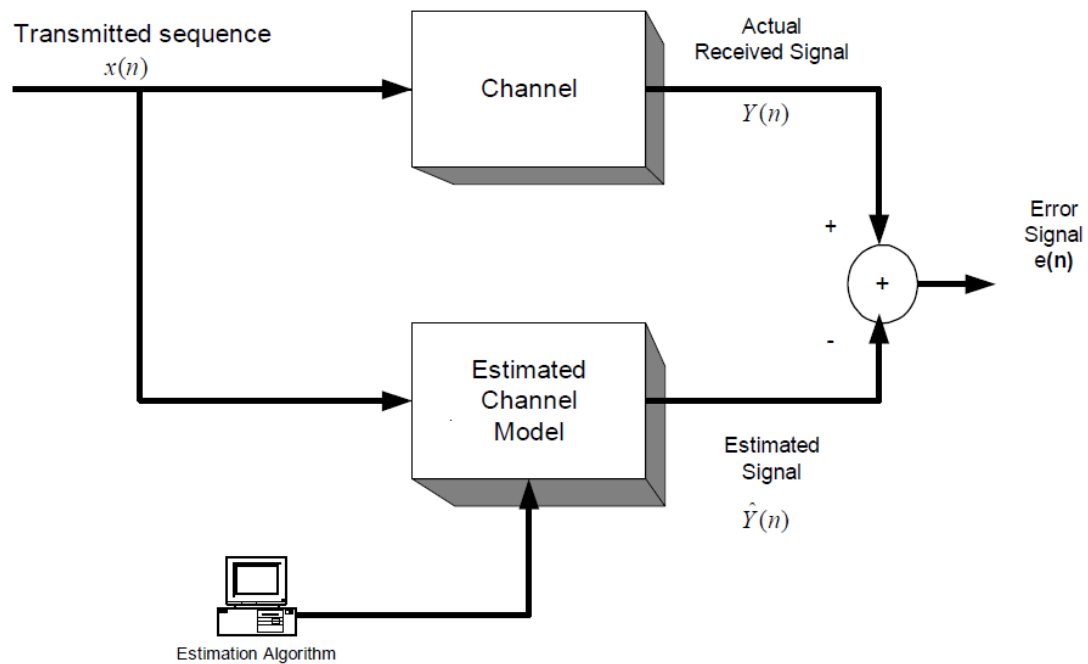 Transmitted sequence
x(n)
Channel
Actual
Received Signal
Y(n)
+
+
-
Error
Signal
e(n)
Estimated
Channel
Model
Estimated
Signal
Ŷ(n)
Estimation Algorithm